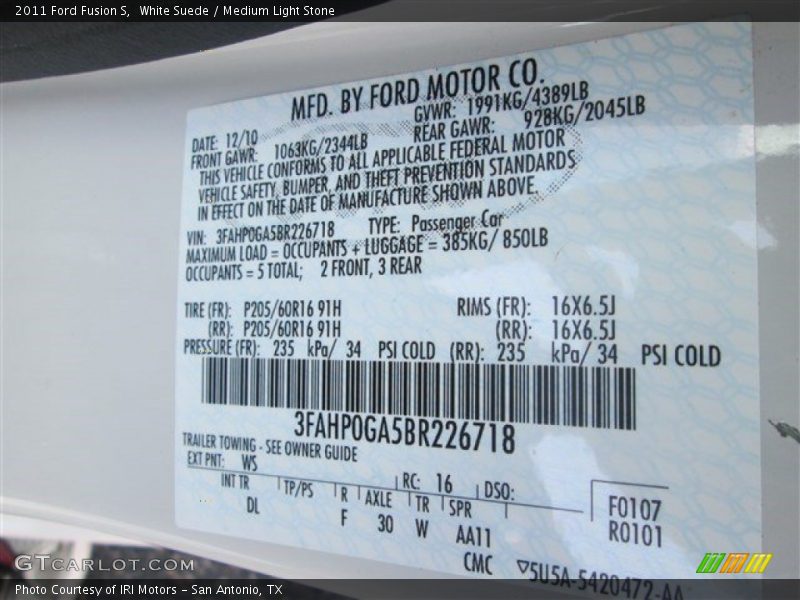 2011 Ford Fusion S, White Suede / Medium Light Stone
MFD. BY FORD MOTOR CO.
DATE: 12/10 GVWR: 1991KG/4389LB
FRONT GAWR: 1063KG/2344LB REAR GAWR: 928KG/2045LB
THIS VEHICLE CONFORMS TO ALL APPLICABLE FEDERAL MOTOR
VEHICLE SAFETY, BUMPER, AND THEFT PREVENTION STANDARDS
IN EFFECT ON THE DATE OF MANUFACTURE SHOWN ABOVE.
VIN: 3FAHP0GA5BR226718 TYPE: Passenger Car
MAXIMUM LOAD = OCCUPANTS + LUGGAGE = 385KG/ 850LB
OCCUPANTS = 5 TOTAL; 2 FRONT, 3 REAR
TIRE (FR): P205/60R16 91H RIMS (FR): 16X6.5J
(RR): P205/60R16 91H (RR): 16X6.5J
PRESSURE (FR): 235 kPa/ 34 PSI COLD (RR): 235 kPa/ 34 PSI COLD
3FAHP0GA5BR226718
TRAILER TOWING - SEE OWNER GUIDE
EXT PNT: WS RC: 16 DSO:
INT TR TP/PS R AXLE TR SPR F0107
DL F 30 W AA11 R0101
CMC ▽5U5A-5420472-AA
GTCarLot.com
Photo Courtesy of IRI Motors – San Antonio, TX